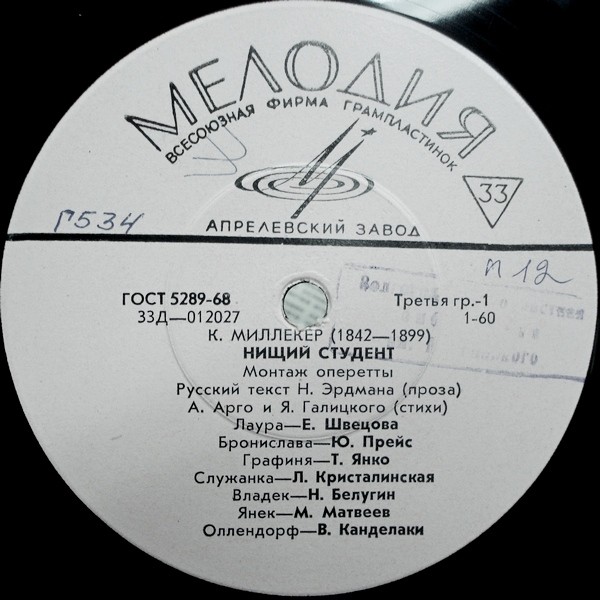 МЕЛОДИЯ
ВСЕСОЮЗНАЯ ФИРМА ГРАМПЛАСТИНОК
33
АПРЕЛЕВСКИЙ ЗАВОД
Г534
П 12
ГОСТ 5289-68
Третья гр.-1
33Д—012027
1-60
К. МИЛЛЕКЕР (1842—1899)
НИЩИЙ СТУДЕНТ
Монтаж оперетты
Русский текст Н. Эрдмана (проза)
А. Арго и Я. Галицкого (стихи)
Лаура—Е. Швецова
Бронислава—Ю. Прейс
Графиня—Т. Янко
Служанка—Л. Кристалинская
Владек—Н. Белугин
Янек—М. Матвеев
Оллендорф—В. Канделаки